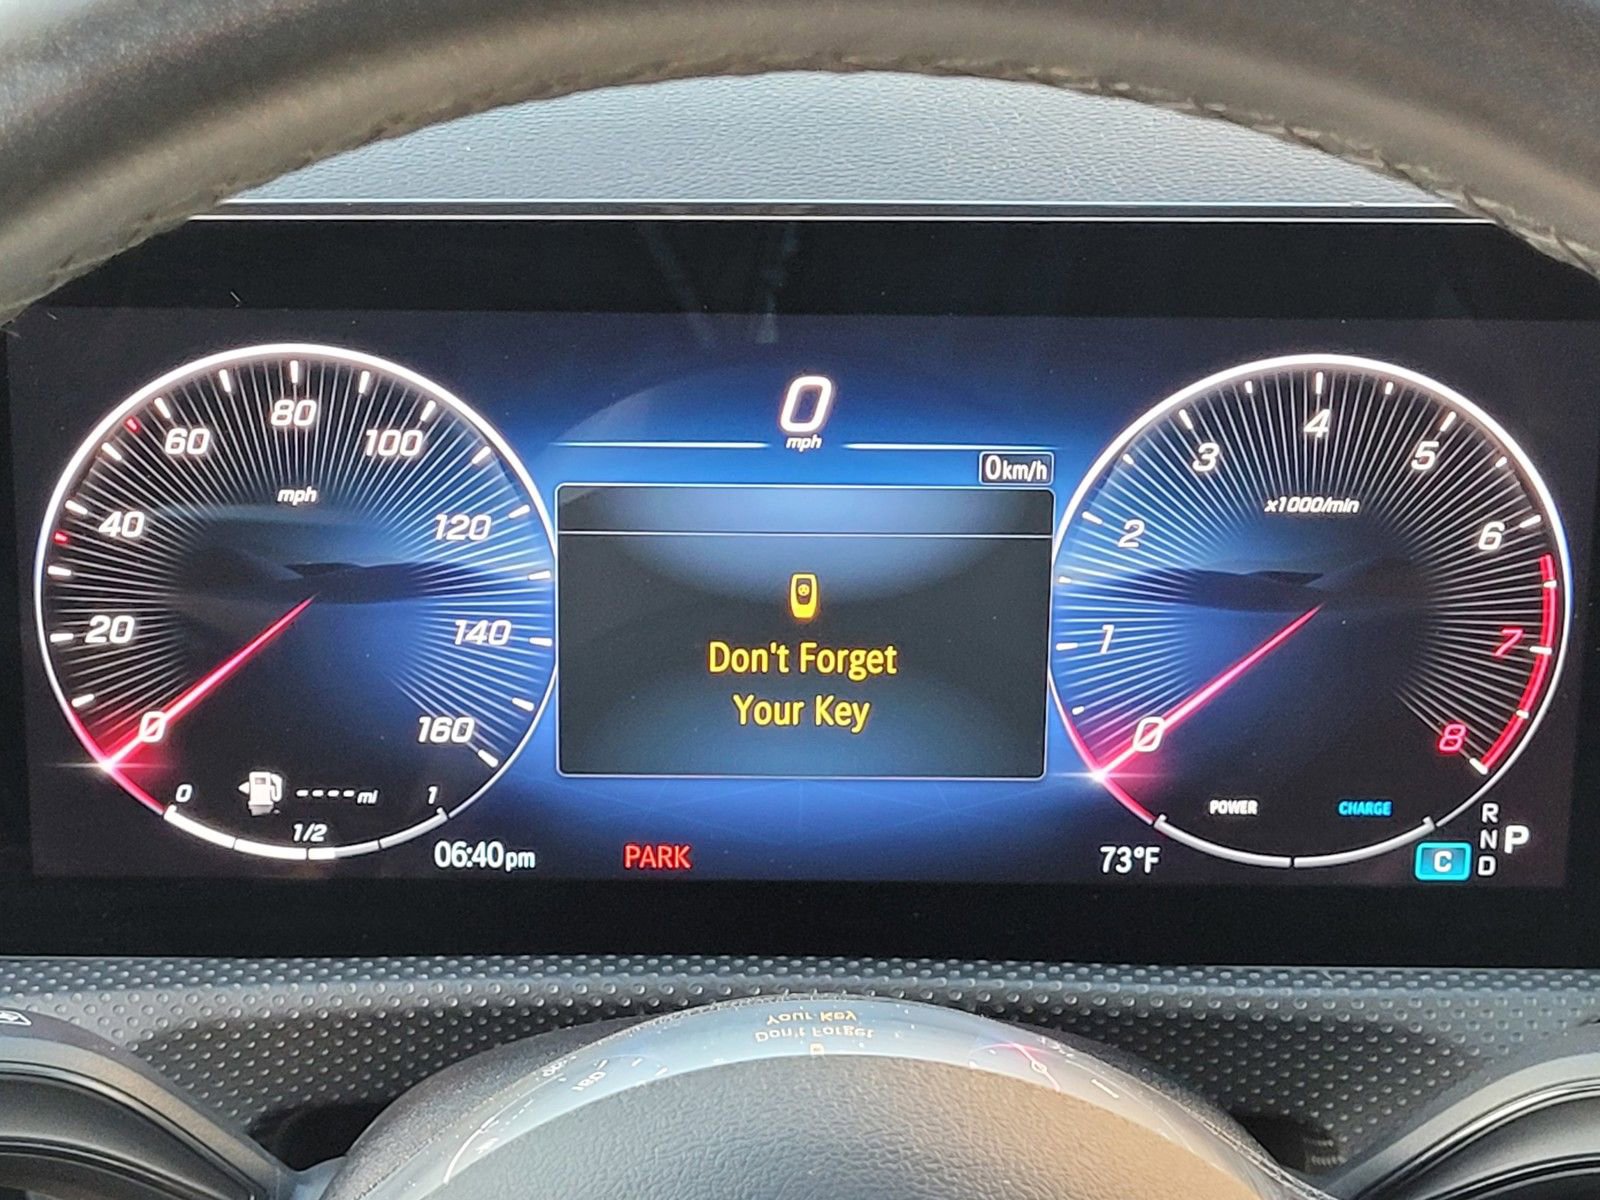 0
mph
0km/h
20
40
60
80
100
120
140
160
0
mph
0
1/2
1
---- mi
06:40pm
PARK
Don't Forget
Your Key
0
1
2
3
4
5
6
7
8
x1000/min
POWER
CHARGE
73°F
C
R
N
D
P
Your Key
Don't Forget